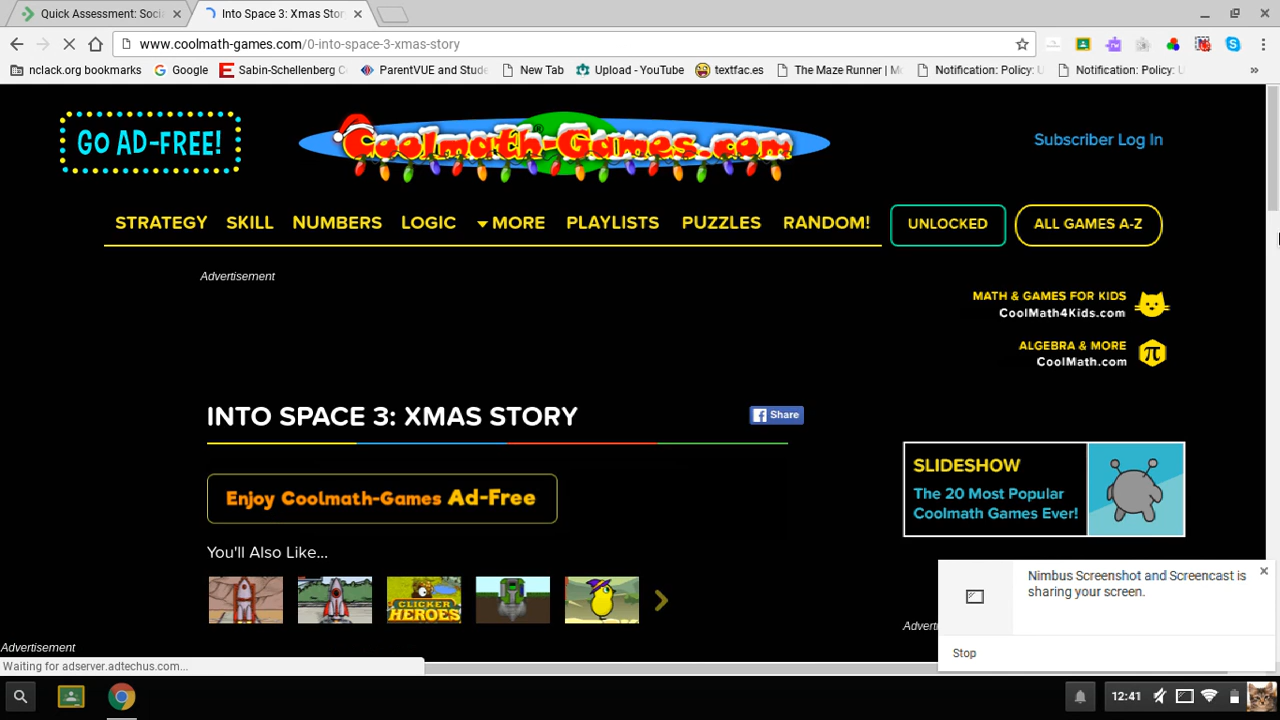 Quick Assessment: Soci
Into Space 3: Xmas Stor
www.coolmath-games.com/0-into-space-3-xmas-story
nclack.org bookmarks
Google
Sabin-Schellenberg C
ParentVUE and Stude
New Tab
Upload - YouTube
textfac.es
The Maze Runner | M
Notification: Policy: U
Notification: Policy: U
»
GO AD-FREE!
Coolmath-Games.com
Subscriber Log In
STRATEGY SKILL NUMBERS LOGIC MORE PLAYLISTS PUZZLES RANDOM! UNLOCKED ALL GAMES A-Z
Advertisement
MATH & GAMES FOR KIDS
CoolMath4Kids.com
ALGEBRA & MORE
CoolMath.com
π
INTO SPACE 3: XMAS STORY
Share
Enjoy Coolmath-Games Ad-Free
SLIDESHOW
The 20 Most Popular
Coolmath Games Ever!
You'll Also Like...
CLICKER
HEROES
Nimbus Screenshot and Screencast is
sharing your screen.
Stop
Adverti
Advertisement
Waiting for adserver.adtechus.com...
12:41